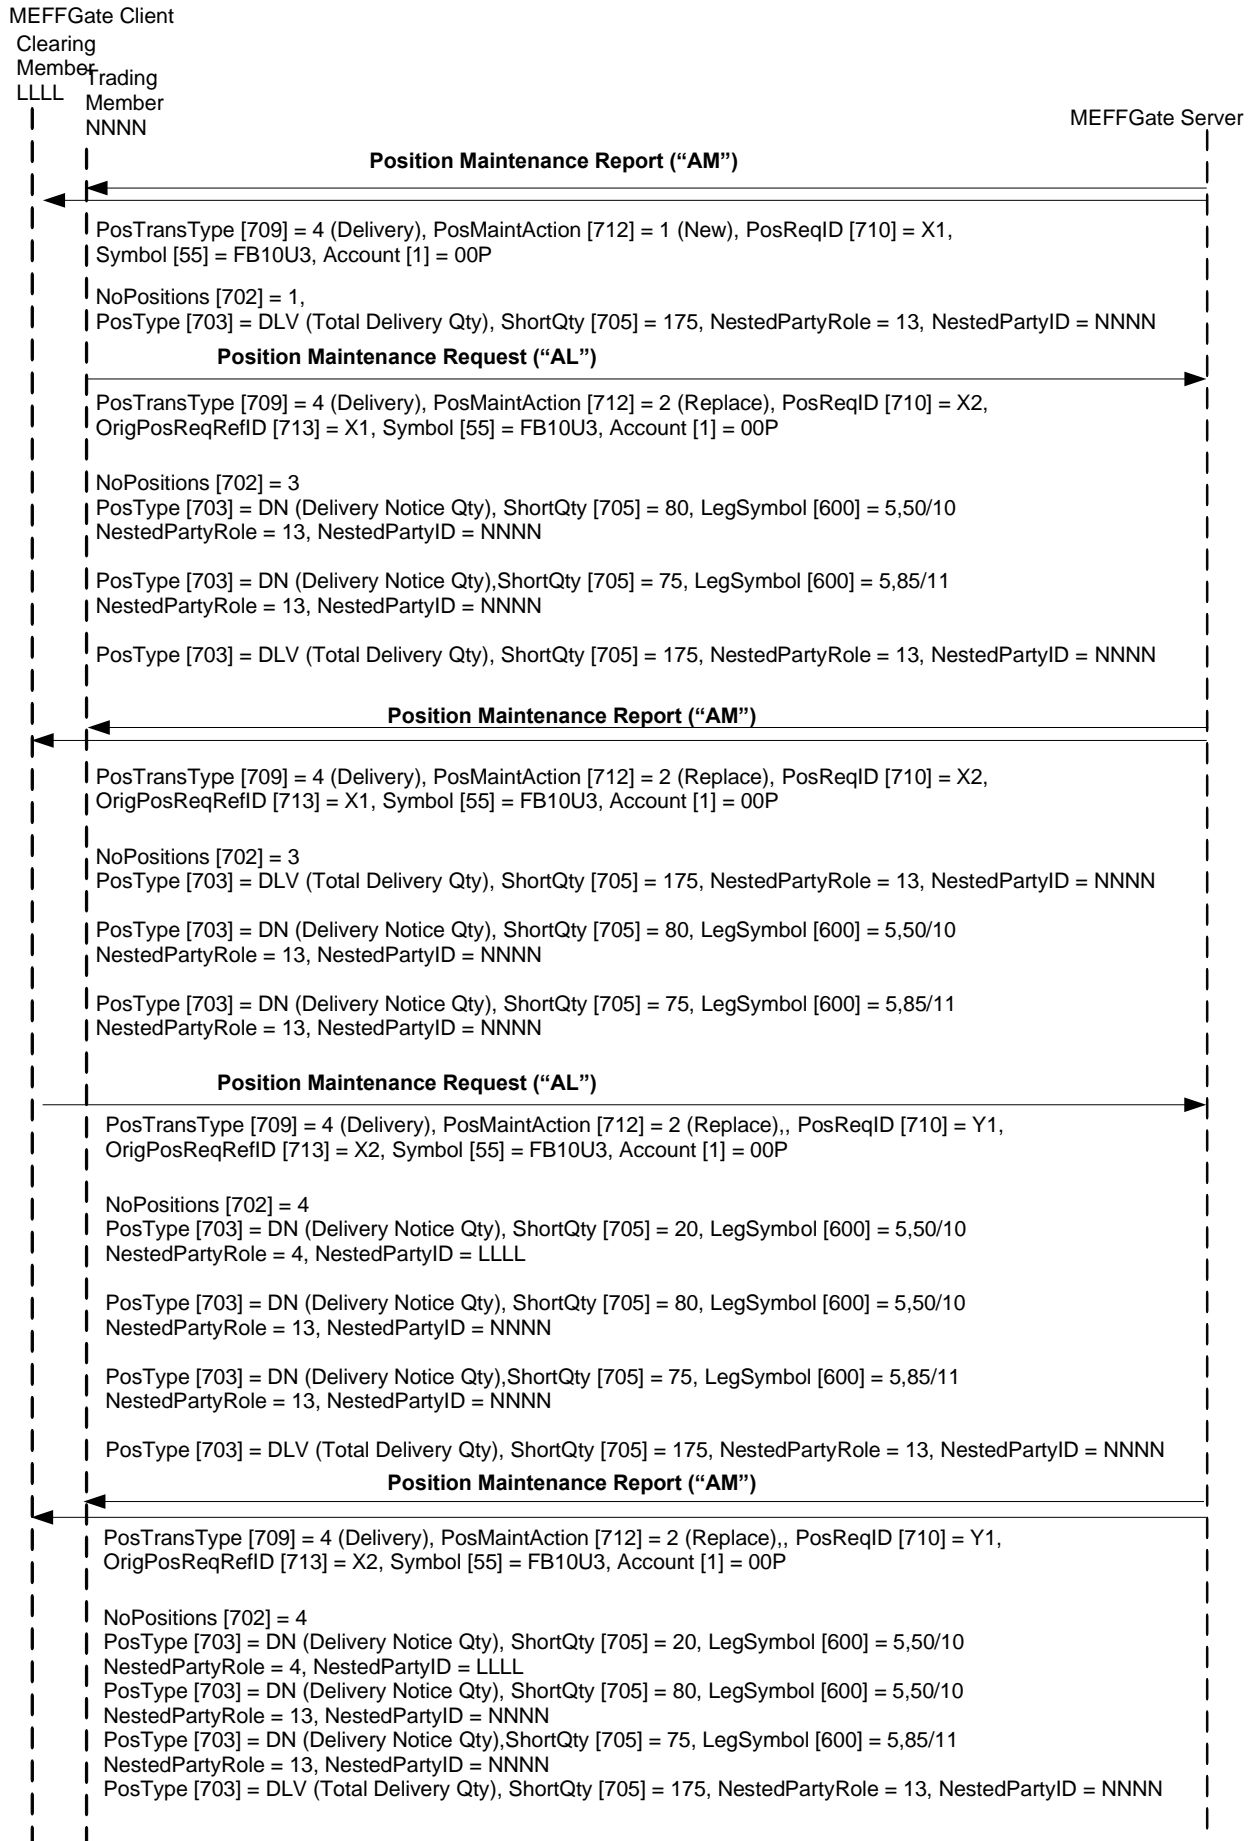 MEFFGate Client
Clearing
Member
LLLL
Trading
Member
NNNN
MEFFGate Server
Position Maintenance Report (“AM”)
PosTransType [709] = 4 (Delivery), PosMaintAction [712] = 1 (New), PosReqID [710] = X1,
Symbol [55] = FB10U3, Account [1] = 00P
NoPositions [702] = 1,
PosType [703] = DLV (Total Delivery Qty), ShortQty [705] = 175, NestedPartyRole = 13, NestedPartyID = NNNN
Position Maintenance Request (“AL”)
PosTransType [709] = 4 (Delivery), PosMaintAction [712] = 2 (Replace), PosReqID [710] = X2,
OrigPosReqRefID [713] = X1, Symbol [55] = FB10U3, Account [1] = 00P
NoPositions [702] = 3
PosType [703] = DN (Delivery Notice Qty), ShortQty [705] = 80, LegSymbol [600] = 5,50/10
NestedPartyRole = 13, NestedPartyID = NNNN
PosType [703] = DN (Delivery Notice Qty),ShortQty [705] = 75, LegSymbol [600] = 5,85/11
NestedPartyRole = 13, NestedPartyID = NNNN
PosType [703] = DLV (Total Delivery Qty), ShortQty [705] = 175, NestedPartyRole = 13, NestedPartyID = NNNN
Position Maintenance Report (“AM”)
PosTransType [709] = 4 (Delivery), PosMaintAction [712] = 2 (Replace), PosReqID [710] = X2,
OrigPosReqRefID [713] = X1, Symbol [55] = FB10U3, Account [1] = 00P
NoPositions [702] = 3
PosType [703] = DLV (Total Delivery Qty), ShortQty [705] = 175, NestedPartyRole = 13, NestedPartyID = NNNN
PosType [703] = DN (Delivery Notice Qty), ShortQty [705] = 80, LegSymbol [600] = 5,50/10
NestedPartyRole = 13, NestedPartyID = NNNN
PosType [703] = DN (Delivery Notice Qty), ShortQty [705] = 75, LegSymbol [600] = 5,85/11
NestedPartyRole = 13, NestedPartyID = NNNN
Position Maintenance Request (“AL”)
PosTransType [709] = 4 (Delivery), PosMaintAction [712] = 2 (Replace),, PosReqID [710] = Y1,
OrigPosReqRefID [713] = X2, Symbol [55] = FB10U3, Account [1] = 00P
NoPositions [702] = 4
PosType [703] = DN (Delivery Notice Qty), ShortQty [705] = 20, LegSymbol [600] = 5,50/10
NestedPartyRole = 4, NestedPartyID = LLLL
PosType [703] = DN (Delivery Notice Qty), ShortQty [705] = 80, LegSymbol [600] = 5,50/10
NestedPartyRole = 13, NestedPartyID = NNNN
PosType [703] = DN (Delivery Notice Qty),ShortQty [705] = 75, LegSymbol [600] = 5,85/11
NestedPartyRole = 13, NestedPartyID = NNNN
PosType [703] = DLV (Total Delivery Qty), ShortQty [705] = 175, NestedPartyRole = 13, NestedPartyID = NNNN
Position Maintenance Report (“AM”)
PosTransType [709] = 4 (Delivery), PosMaintAction [712] = 2 (Replace),, PosReqID [710] = Y1,
OrigPosReqRefID [713] = X2, Symbol [55] = FB10U3, Account [1] = 00P
NoPositions [702] = 4
PosType [703] = DN (Delivery Notice Qty), ShortQty [705] = 20, LegSymbol [600] = 5,50/10
NestedPartyRole = 4, NestedPartyID = LLLL
PosType [703] = DN (Delivery Notice Qty), ShortQty [705] = 80, LegSymbol [600] = 5,50/10
NestedPartyRole = 13, NestedPartyID = NNNN
PosType [703] = DN (Delivery Notice Qty),ShortQty [705] = 75, LegSymbol [600] = 5,85/11
NestedPartyRole = 13, NestedPartyID = NNNN
PosType [703] = DLV (Total Delivery Qty), ShortQty [705] = 175, NestedPartyRole = 13, NestedPartyID = NNNN